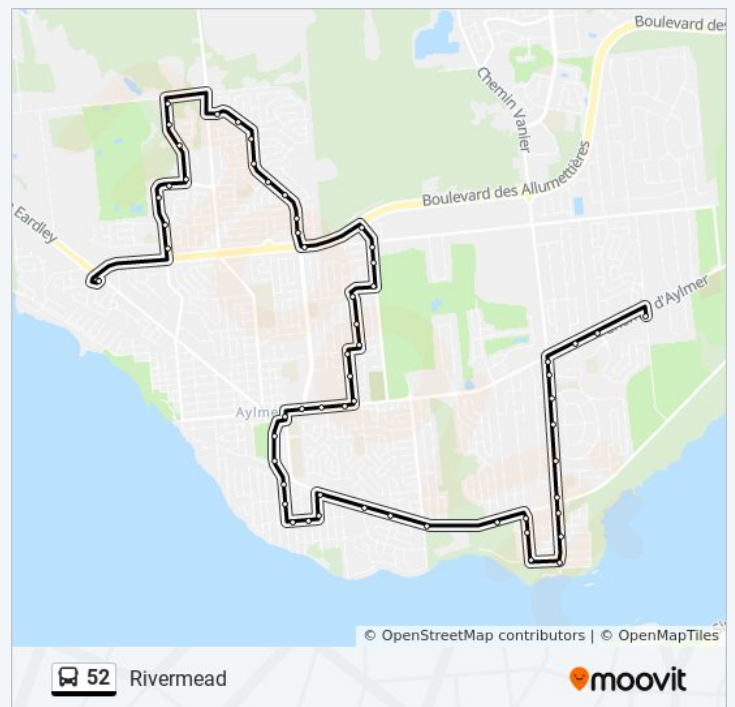 Boulevard des
Chemin Vanier
Boulevard des Allumettières
Eardley
d'Aylmer
Aylme
© OpenStreetMap contributors | © OpenMapTiles
52 Rivermead
moovit